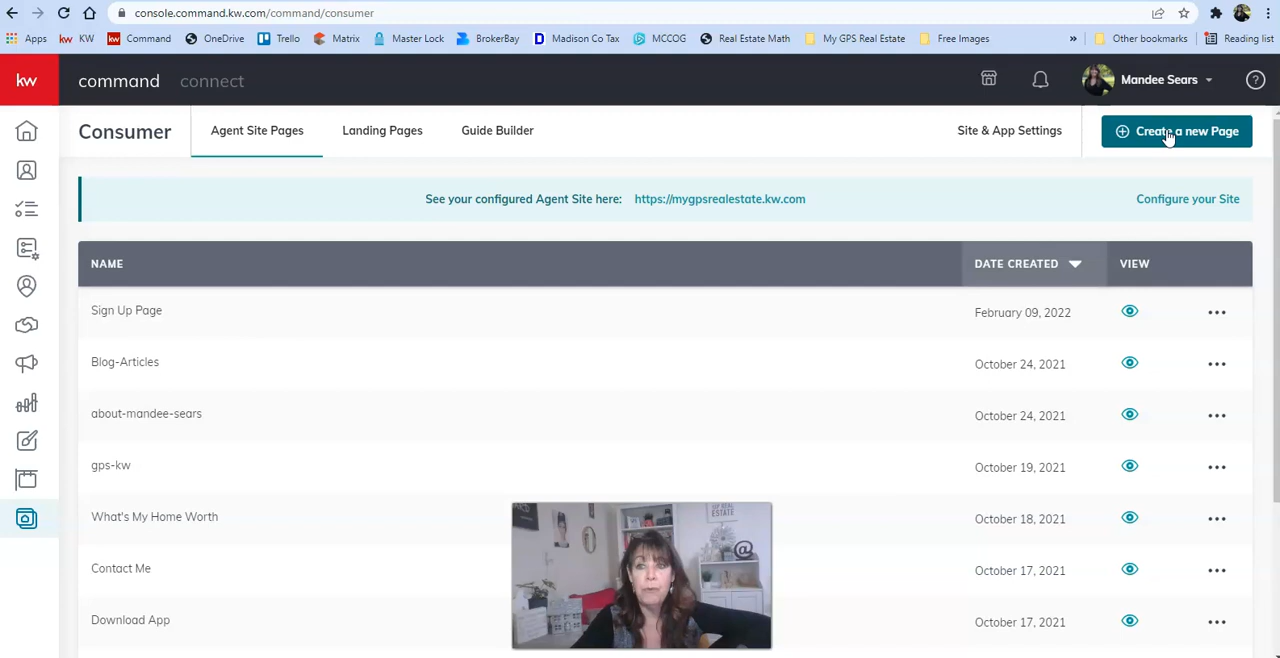 console.command.kw.com/command/consumer
Apps KW Command OneDrive Trello Matrix Master Lock BrokerBay Madison Co Tax MCCOG Real Estate Math My GPS Real Estate Free Images » Other bookmarks Reading list
kw command connect Mandee Sears
Consumer Agent Site Pages Landing Pages Guide Builder Site & App Settings Create a new Page
See your configured Agent Site here: https://mygpsrealestate.kw.com Configure your Site
NAME DATE CREATED VIEW
Sign Up Page February 09, 2022
Blog-Articles October 24, 2021
about-mandee-sears October 24, 2021
gps-kw October 19, 2021
What's My Home Worth October 18, 2021
Contact Me October 17, 2021
Download App October 17, 2021